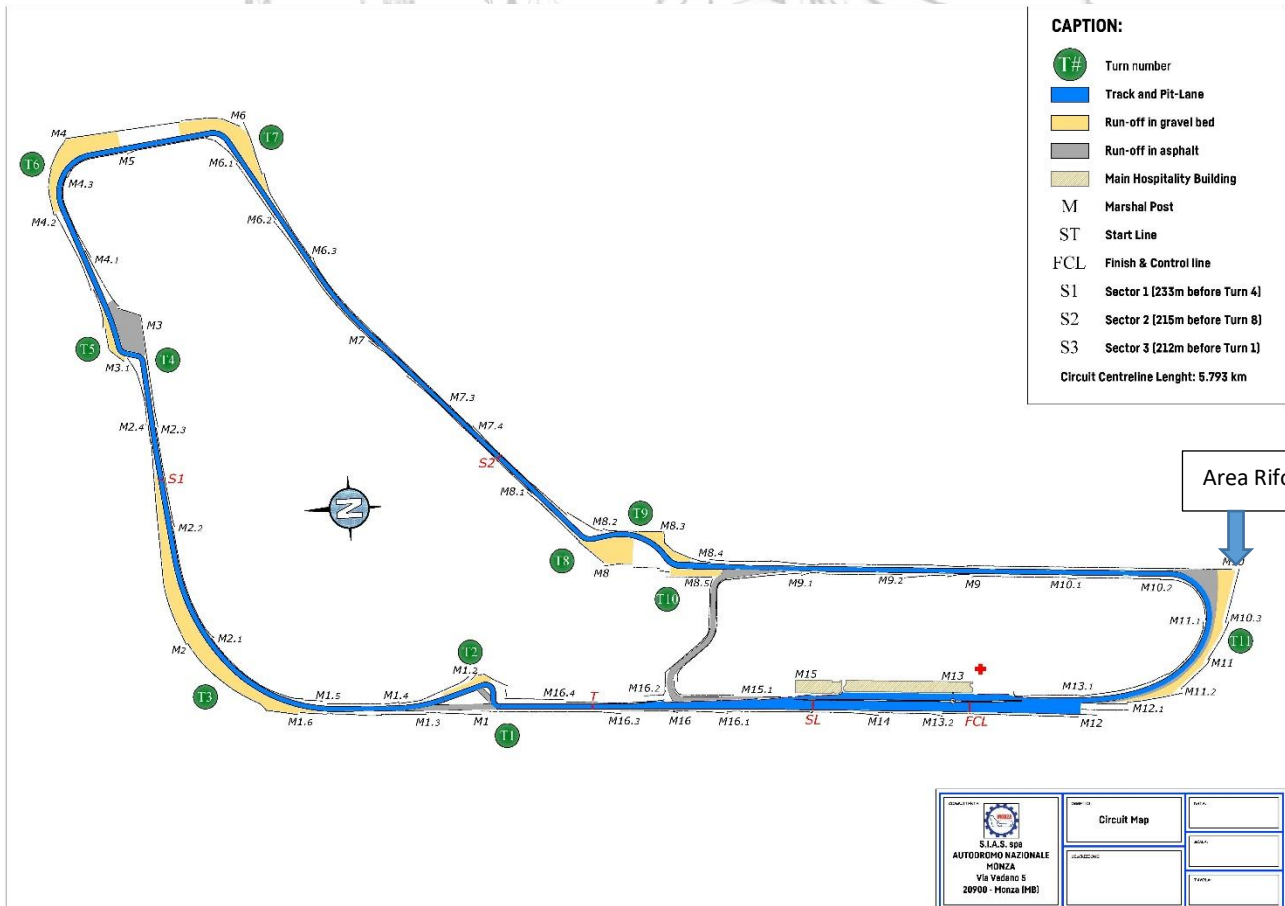 CAPTION:
T# Turn number
Track and Pit-Lane
Run-off in gravel bed
Run-off in asphalt
Main Hospitality Building
M Marshal Post
ST Start Line
FCL Finish & Control line
S1 Sector 1 (233m before Turn 4)
S2 Sector 2 (215m before Turn 8)
S3 Sector 3 (212m before Turn 1)
Circuit Centreline Lenght: 5.793 km
M4
M6
T7
T6
M5
M6.1
M4.3
M4.2
M6.2
M4.1
M6.3
M3
T5
T4
M7
M3.1
M7.3
M2.4
M2.3
M7.4
S2
S1
M8.1
Area Rifo
N
M2.2
M8.2
T9
M8.3
T8
M8
M8.4
M8.5
T10
M9.1
M9.2
M9
M10.1
M10.2
M10.3
M11.1
T11
M2.1
M2
M11
T2
M1.2
M15
M13
T3
M1.5
M1.4
M16.4
T
M16.2
M15.1
M13.1
M11.2
M12.1
M1.6
M1.3
M1
M16.3
M16
M16.1
SL
M14
M13.2
FCL
M12
T1
MONZA
S.I.A.S. spa
AUTODROMO NAZIONALE
MONZA
Via Vedano 5
20900 - Monza (MB)
Circuit Map